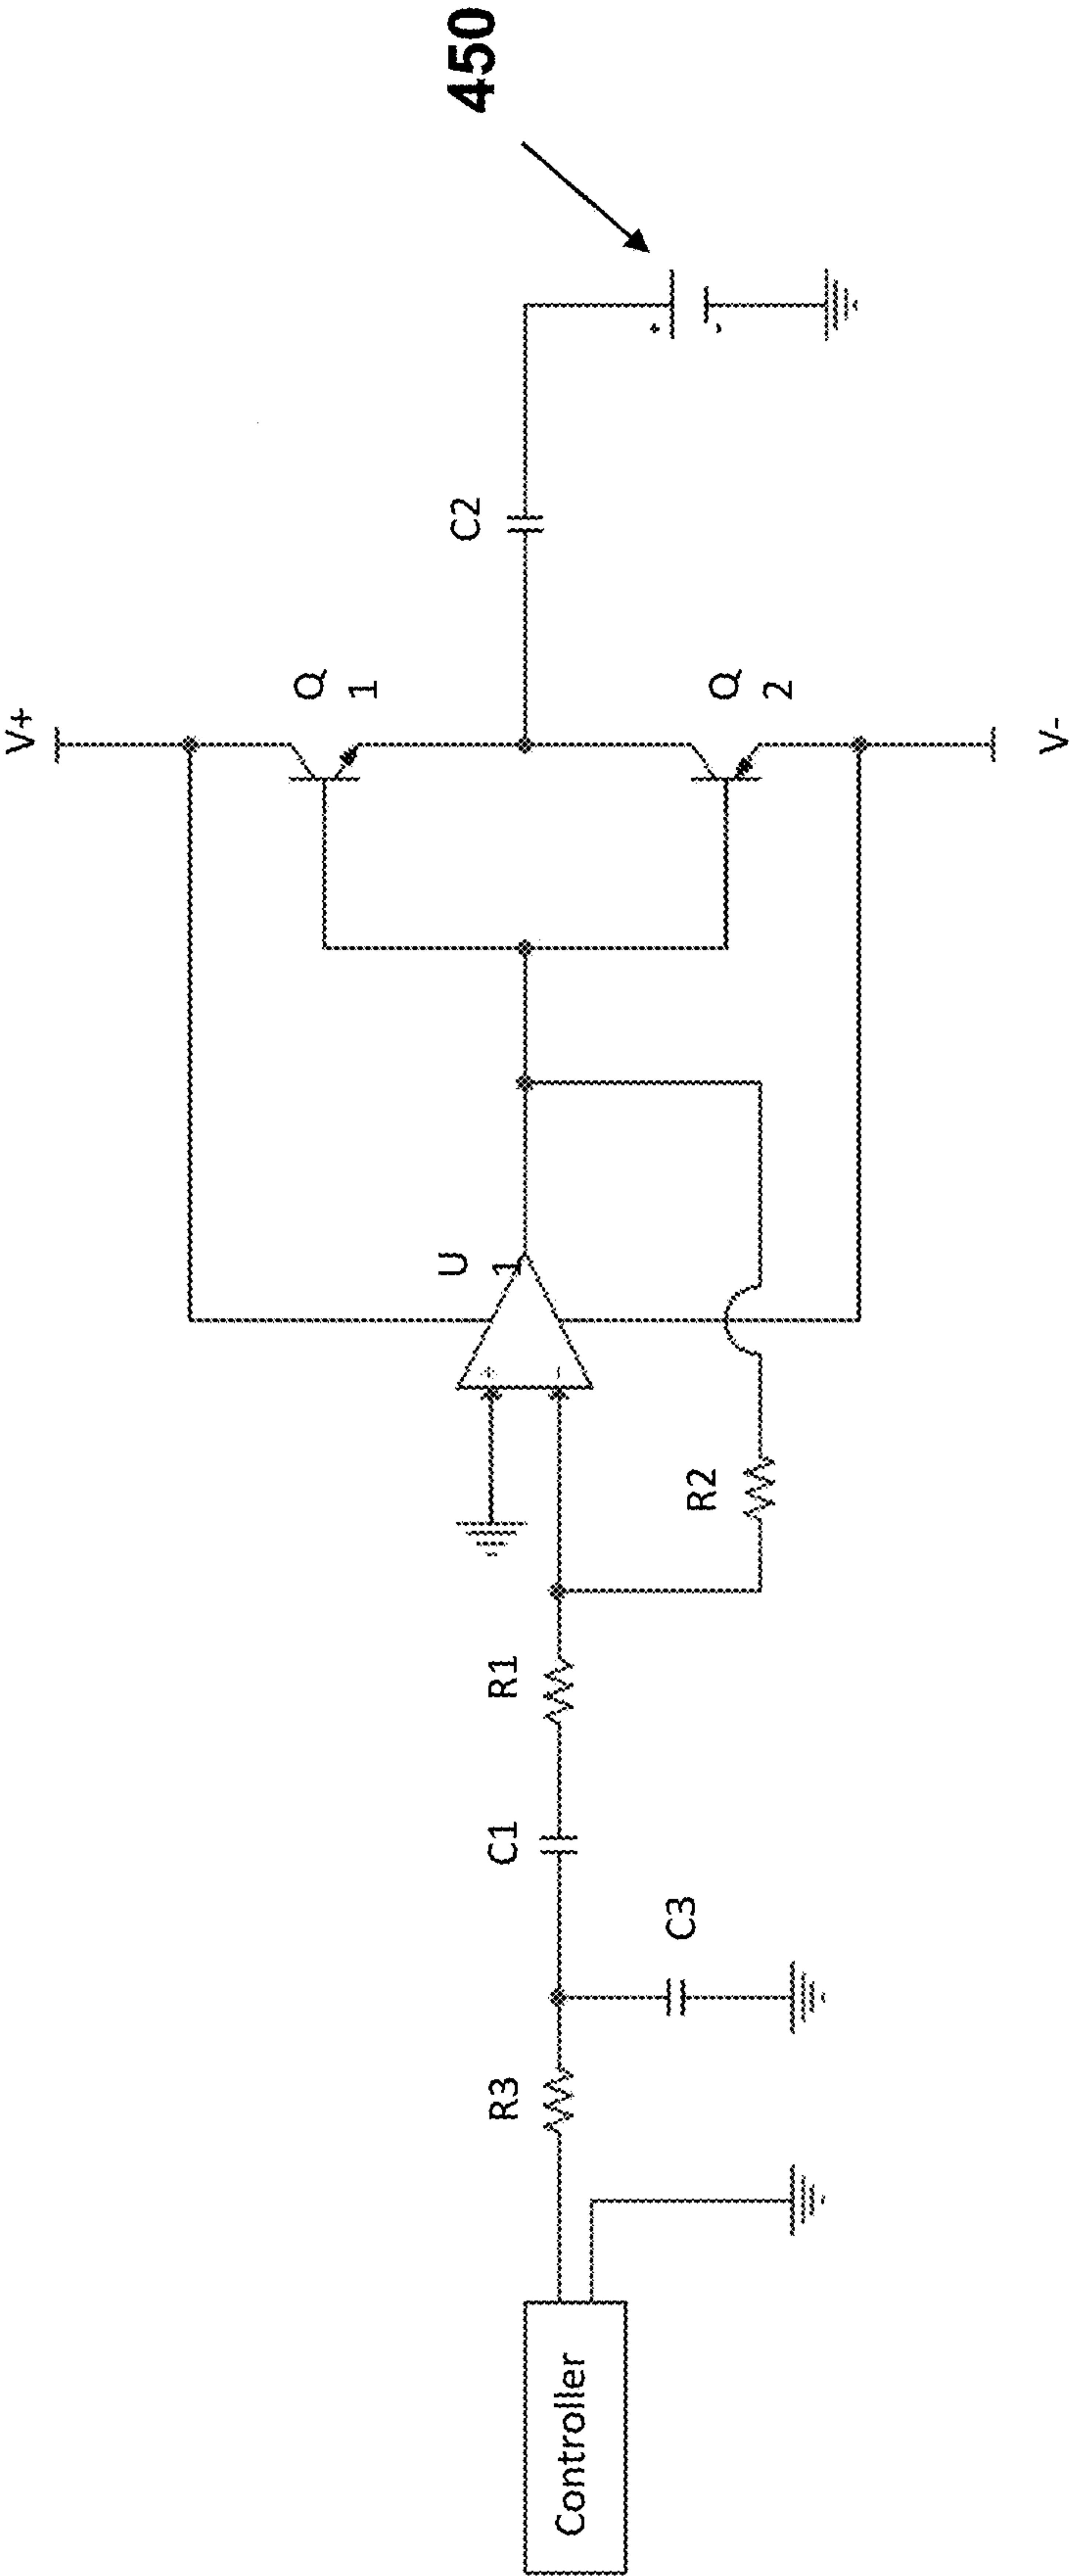 450
V+
C2
Q
1
Q
2
V-
U
1
+
-
R2
R1
C1
C3
R3
Controller
+
-